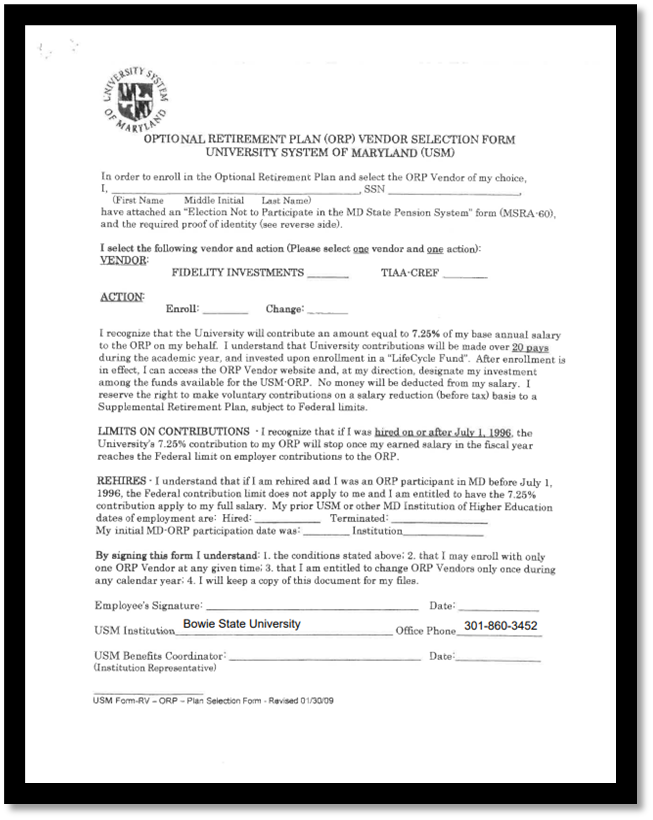 UNIVERSITY SYSTEM
OF MARYLAND
OPTIONAL RETIREMENT PLAN (ORP) VENDOR SELECTION FORM
UNIVERSITY SYSTEM OF MARYLAND (USM)
In order to enroll in the Optional Retirement Plan and select the ORP Vendor of my choice,
I, ____________________, SSN ____________________,
(First Name Middle Initial Last Name)
have attached an "Election Not to Participate in the MD State Pension System" form (MSRA-60),
and the required proof of identity (see reverse side).
I select the following vendor and action (Please select one vendor and one action):
VENDOR:
FIDELITY INVESTMENTS ______ TIAA-CREF ______
ACTION:
Enroll: ______ Change: ______
I recognize that the University will contribute an amount equal to 7.25% of my base annual salary
to the ORP on my behalf. I understand that University contributions will be made over 20 pays
during the academic year, and invested upon enrollment in a "LifeCycle Fund". After enrollment is
in effect, I can access the ORP Vendor website and, at my direction, designate my investment
among the funds available for the USM-ORP. No money will be deducted from my salary. I
reserve the right to make voluntary contributions on a salary reduction (before tax) basis to a
Supplemental Retirement Plan, subject to Federal limits.
LIMITS ON CONTRIBUTIONS - I recognize that if I was hired on or after July 1, 1996, the
University's 7.25% contribution to my ORP will stop once my earned salary in the fiscal year
reaches the Federal limit on employer contributions to the ORP.
REHIRES - I understand that if I am rehired and I was an ORP participant in MD before July 1,
1996, the Federal contribution limit does not apply to me and I am entitled to have the 7.25%
contribution apply to my full salary. My prior USM or other MD Institution of Higher Education
dates of employment are: Hired: __________ Terminated: __________
My initial MD-ORP participation date was: __________ Institution__________
By signing this form I understand: 1. the conditions stated above; 2. that I may enroll with only
one ORP Vendor at any given time; 3. that I am entitled to change ORP Vendors only once during
any calendar year; 4. I will keep a copy of this document for my files.
Employee's Signature: ____________________ Date: __________
USM Institution Bowie State University Office Phone 301-860-3452
USM Benefits Coordinator: ____________________ Date: __________
(Institution Representative)
USM Form-RV – ORP – Plan Selection Form - Revised 01/30/09